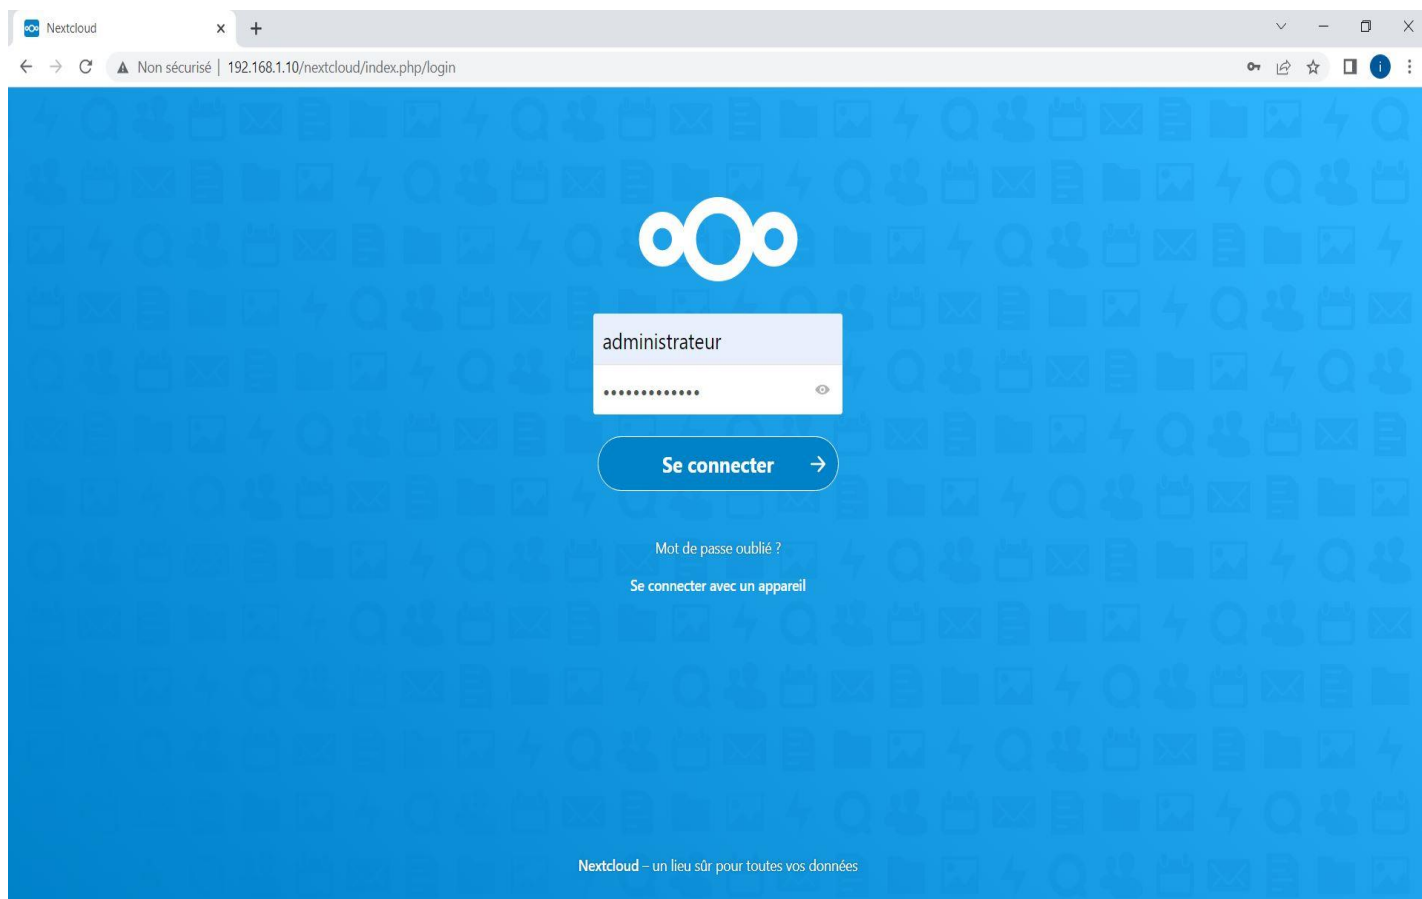 Nextcloud
Non sécurisé | 192.168.1.10/nextcloud/index.php/login
i
administrateur
•••••••••••••
Se connecter
Mot de passe oublié ?
Se connecter avec un appareil
Nextcloud – un lieu sûr pour toutes vos données